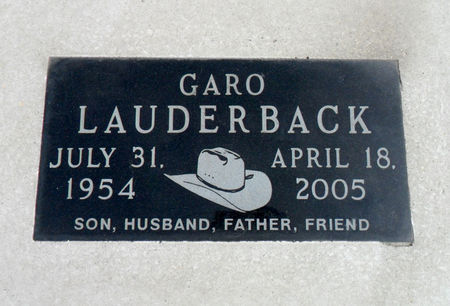 GARO
LAUDERBACK
JULY 31, APRIL 18,
1954 2005
SON, HUSBAND, FATHER, FRIEND